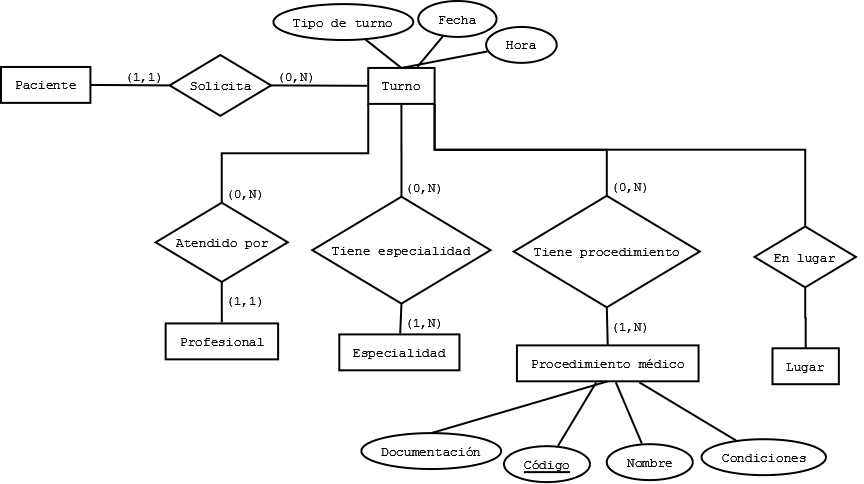 Tipo de turno
Fecha
Hora
Paciente
(1,1)
Solicita
(0,N)
Turno
(0,N)
(0,N)
(0,N)
Atendido por
Tiene especialidad
Tiene procedimiento
En lugar
(1,1)
(1,N)
(1,N)
Profesional
Especialidad
Procedimiento médico
Lugar
Documentación
Código
Nombre
Condiciones